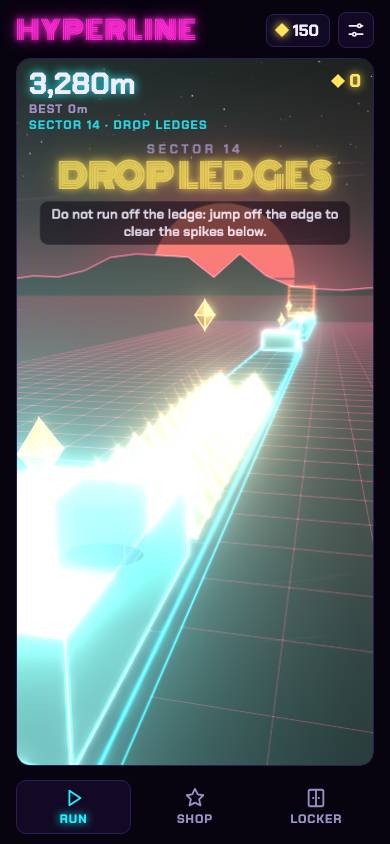 HYPERLINE
150
3,280m
0
BEST 0m
SECTOR 14 · DROP LEDGES
SECTOR 14
DROP LEDGES
Do not run off the ledge: jump off the edge to
clear the spikes below.
RUN
SHOP
LOCKER